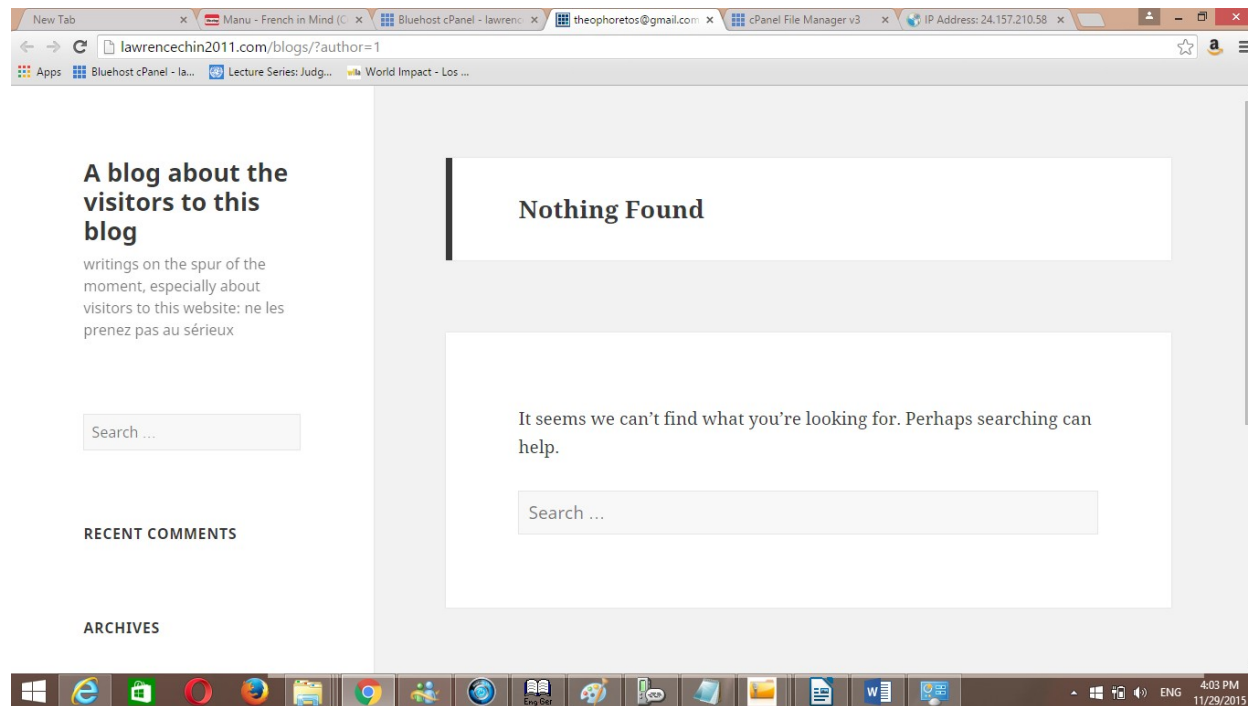 New Tab
Manu - French in Mind (C
Bluehost cPanel - lawrenc
theophoretos@gmail.com
cPanel File Manager v3
IP Address: 24.157.210.58
lawrencechin2011.com/blogs/?author=1
Apps
Bluehost cPanel - la...
Lecture Series: Judg...
World Impact - Los ...
A blog about the
visitors to this
blog
writings on the spur of the
moment, especially about
visitors to this website: ne les
prenez pas au sérieux
Search ...
RECENT COMMENTS
ARCHIVES
Nothing Found
It seems we can’t find what you’re looking for. Perhaps searching can
help.
Search ...
Eng Ger
ENG
4:03 PM
11/29/2015